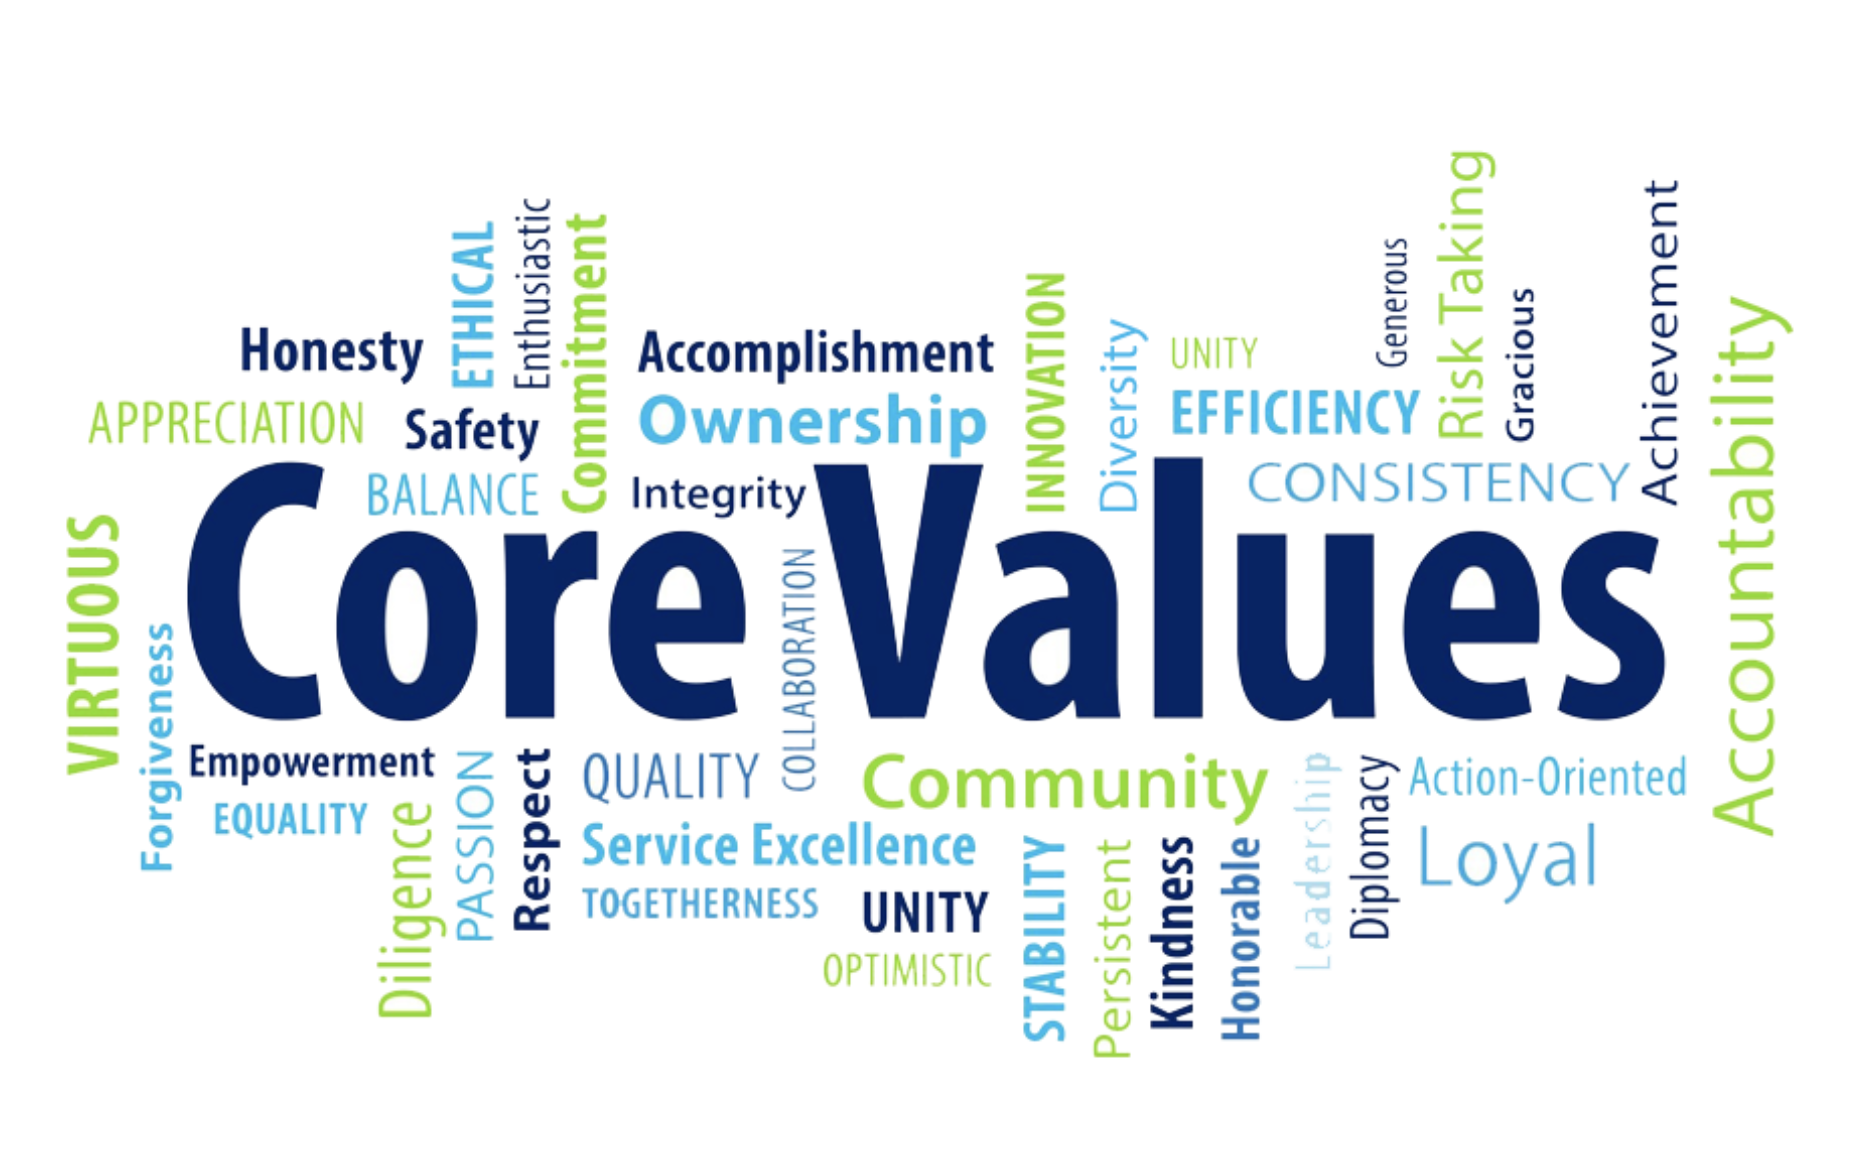 Honesty
ETHICAL
Enthusiastic
Commitment
Accomplishment
INNOVATION
Diversity
UNITY
Generous
Risk Taking
Gracious
Achievement
Accountability
APPRECIATION
Safety
Ownership
EFFICIENCY
BALANCE
Integrity
CONSISTENCY
VIRTUOUS
Forgiveness
Core Values
COLLABORATION
Empowerment
PASSION
Respect
QUALITY
Community
Leadership
Diplomacy
Action-Oriented
EQUALITY
Diligence
Service Excellence
STABILITY
Persistent
Kindness
Honorable
Loyal
TOGETHERNESS
UNITY
OPTIMISTIC